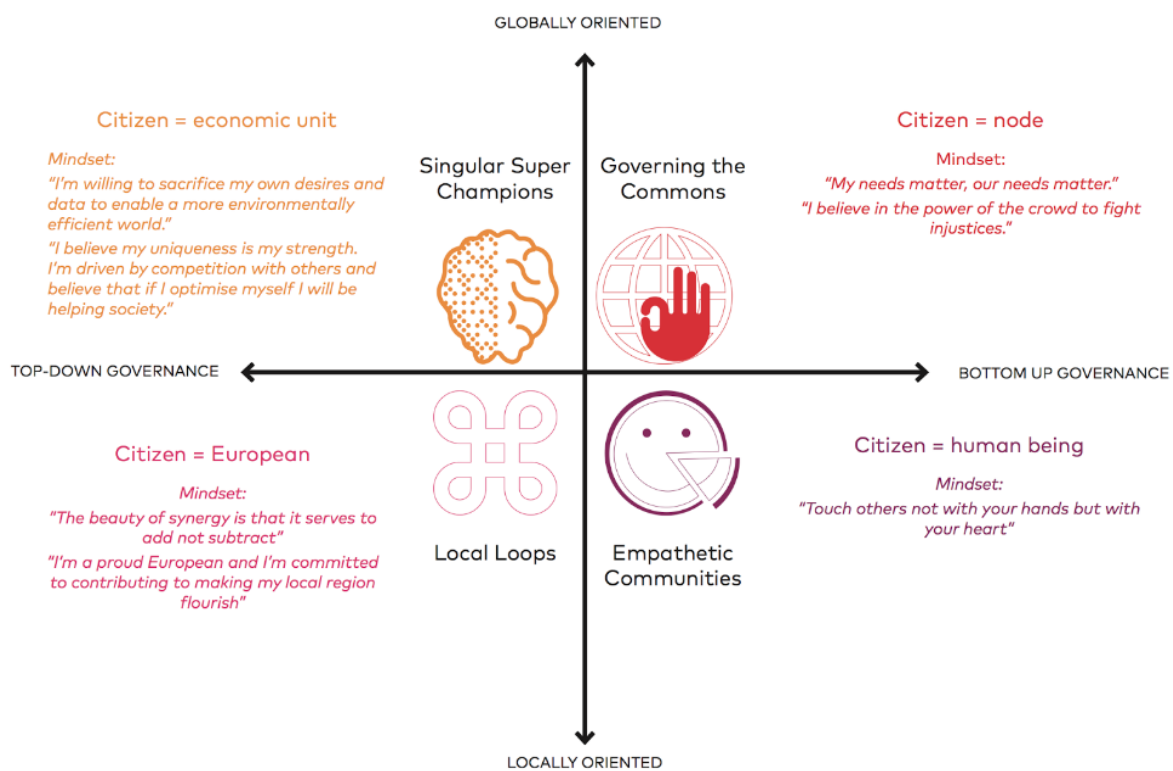 GLOBALLY ORIENTED
Citizen = economic unit
Mindset:
"I'm willing to sacrifice my own desires and
data to enable a more environmentally
efficient world."
"I believe my uniqueness is my strength.
I'm driven by competition with others and
believe that if I optimise myself I will be
helping society."
Singular Super
Champions
Governing the
Commons
Citizen = node
Mindset:
"My needs matter, our needs matter."
"I believe in the power of the crowd to fight
injustices."
TOP-DOWN GOVERNANCE
BOTTOM UP GOVERNANCE
Citizen = European
Mindset:
"The beauty of synergy is that it serves to
add not subtract"
"I'm a proud European and I'm committed
to contributing to making my local region
flourish"
Local Loops
Empathetic
Communities
Citizen = human being
Mindset:
"Touch others not with your hands but with
your heart"
LOCALLY ORIENTED